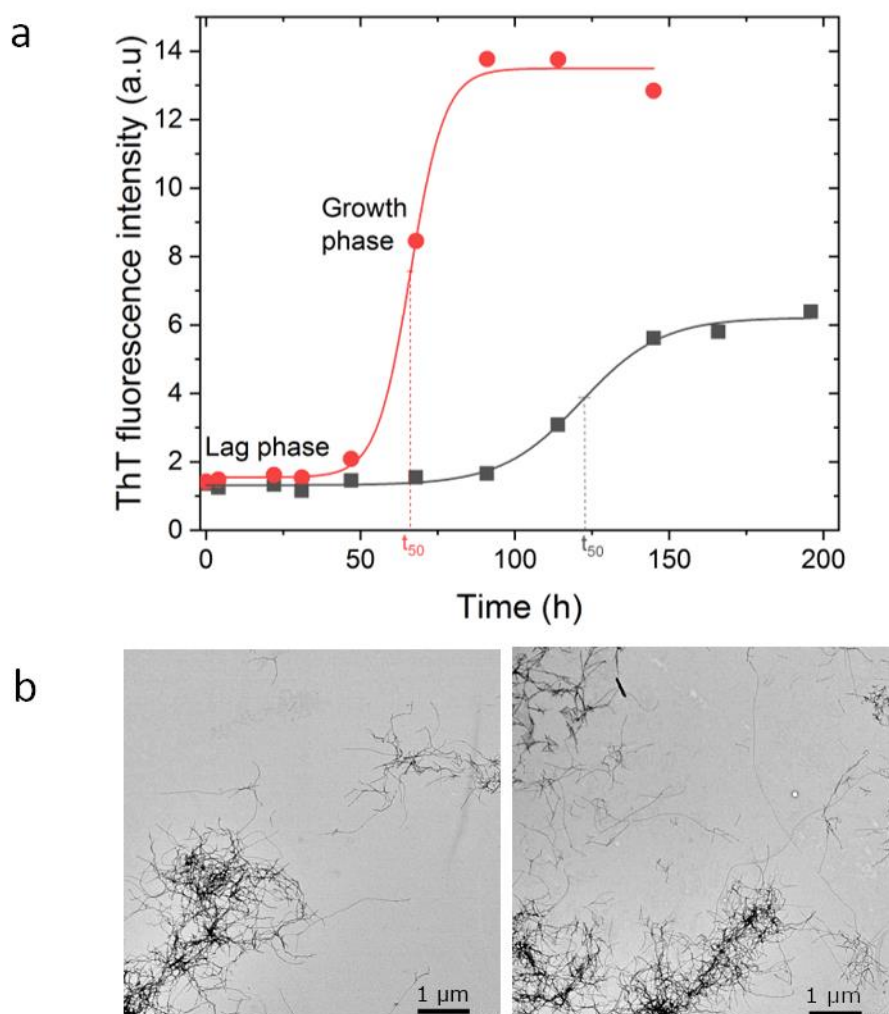 a
ThT fluorescence intensity (a.u)
14
12
10
8
6
4
2
0
Growth
phase
Lag phase
t₅₀
t₅₀
0
50
100
150
200
Time (h)
b
1 µm
1 µm